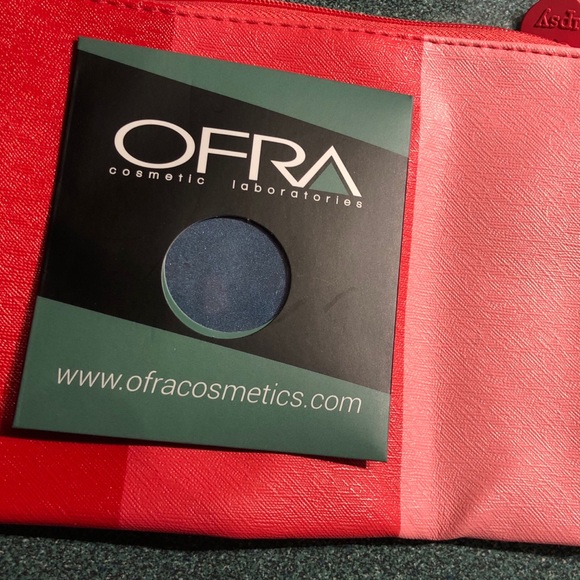 OFRA
cosmetic laboratories
www.ofracosmetics.com